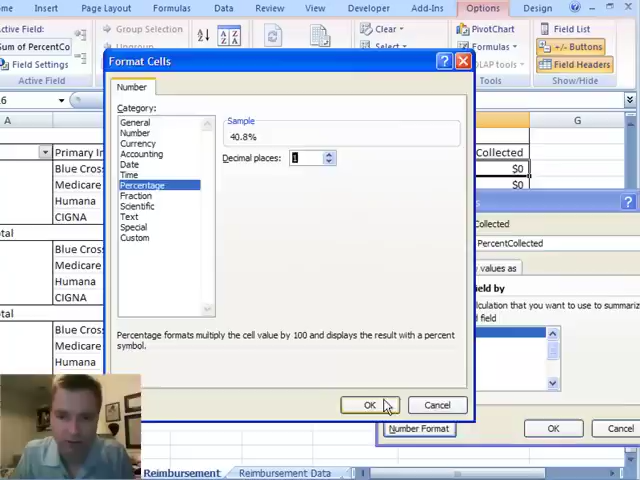 ome Insert Page Layout Formulas Data Review View Developer Add-Ins Options Design
Active Field: Group Selection Clear PivotChart Field List
Sum of PercentCo Select Formulas +/- Buttons
Field Settings Tools Field Headers
Active Field Show/Hide
Format Cells
Number
Category:
General
Number
Currency
Accounting
Date
Time
Percentage
Fraction
Scientific
Text
Special
Custom
Sample
40.8%
Decimal places: 1
Percentage formats multiply the cell value by 100 and displays the result with a percent
symbol.
OK Cancel
A G
Primary In Collected
Blue Cross $0
Medicare $0
Humana
CIGNA
otal
Blue Cross
Medicare
Humana
CIGNA
otal
Blue Cross
Medicare
Humana
Collected
PercentCollected
values as
ield by
alculation that you want to use to summariz
d field
Number Format OK Cancel
Reimbursement Reimbursement Data